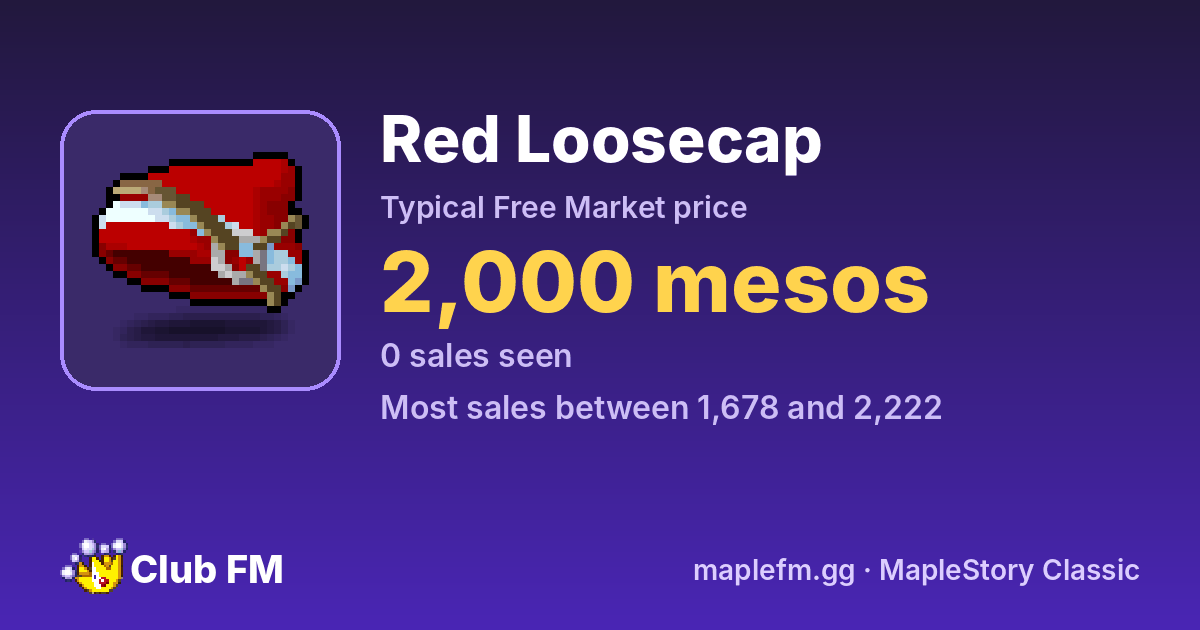 Red Loosecap
Typical Free Market price
2,000 mesos
0 sales seen
Most sales between 1,678 and 2,222
Club FM
maplefm.gg · MapleStory Classic